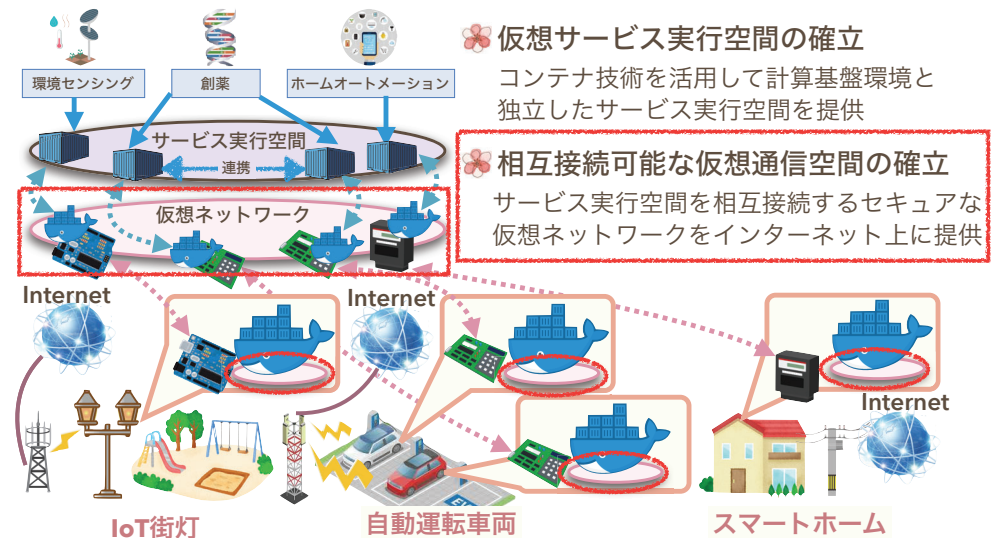 仮想サービス実行空間の確立
コンテナ技術を活用して計算基盤環境と
独立したサービス実行空間を提供
相互接続可能な仮想通信空間の確立
サービス実行空間を相互接続するセキュアな
仮想ネットワークをインターネット上に提供
環境センシング
創薬
ホームオートメーション
サービス実行空間
連携
仮想ネットワーク
Internet
Internet
Internet
IoT街灯
自動運転車両
スマートホーム